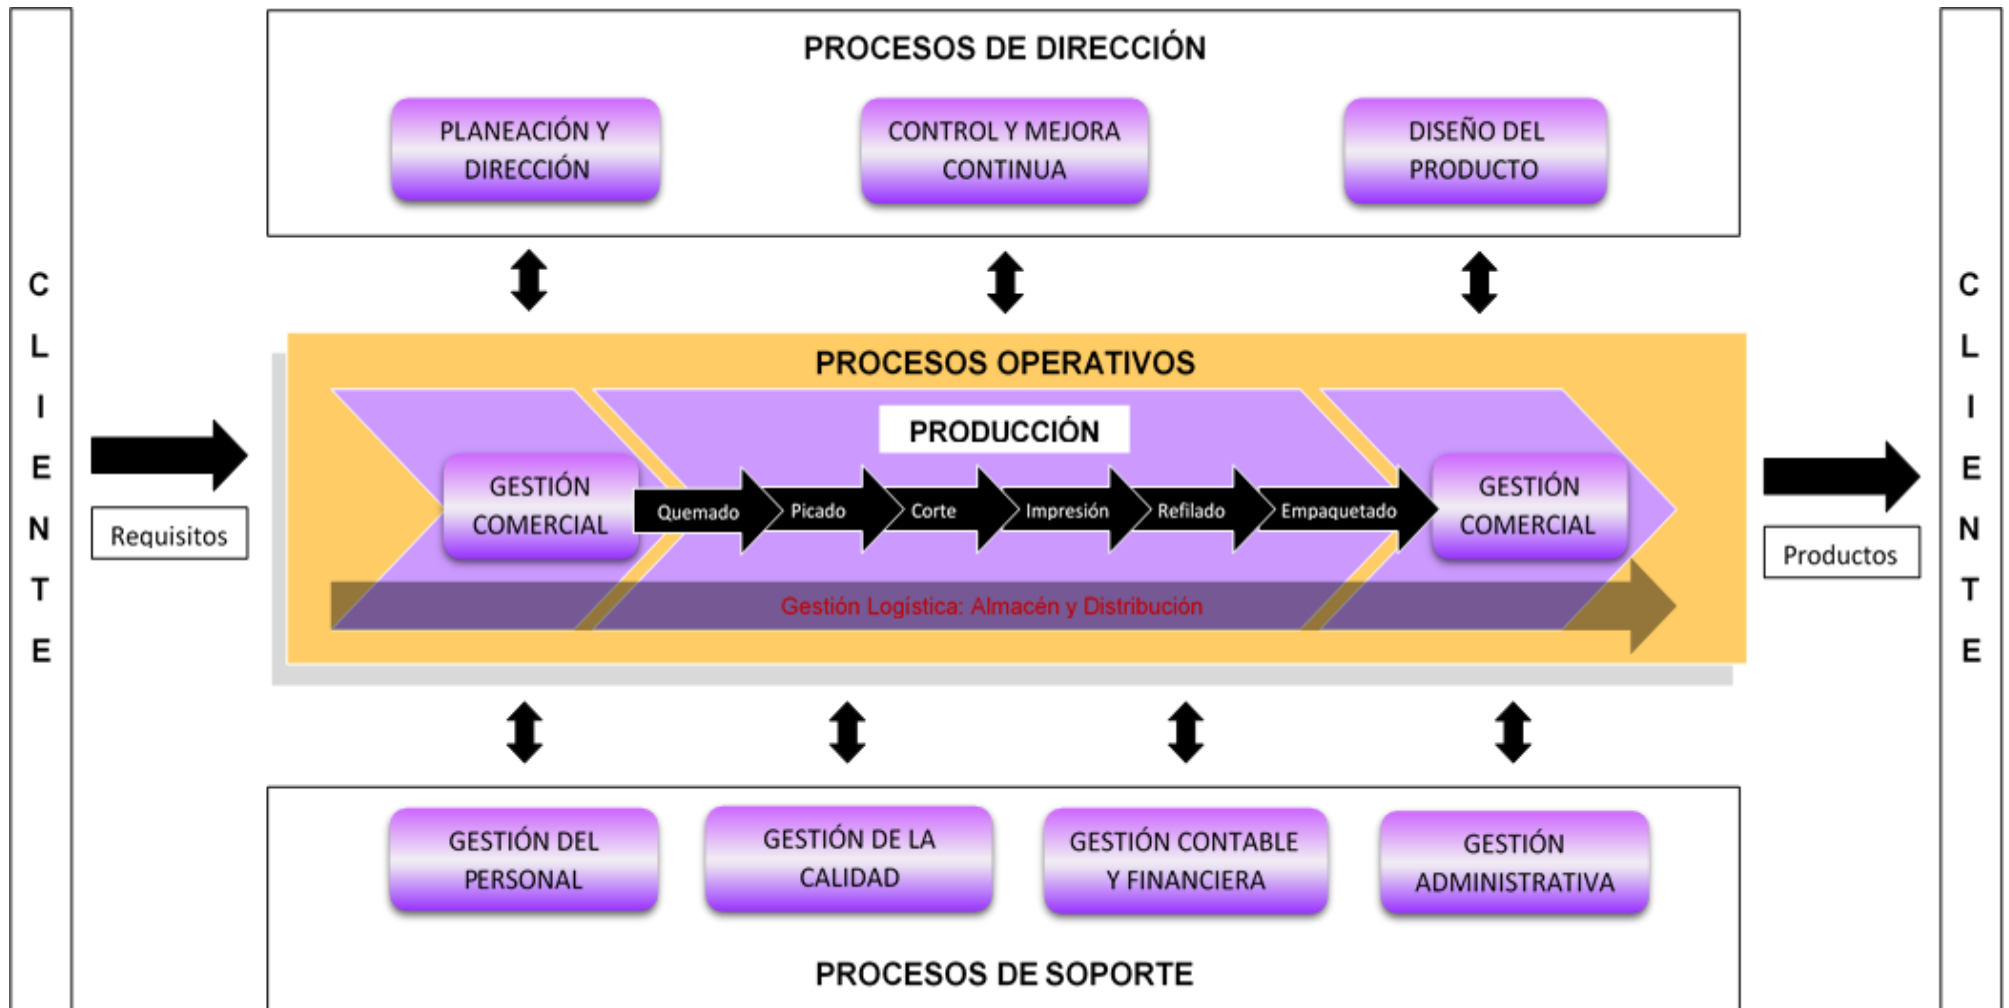 PROCESOS DE DIRECCIÓN
PLANEACIÓN Y
DIRECCIÓN
CONTROL Y MEJORA
CONTINUA
DISEÑO DEL
PRODUCTO
C
L
I
E
N
T
E
Requisitos
PROCESOS OPERATIVOS
PRODUCCIÓN
GESTIÓN
COMERCIAL
Quemado
Picado
Corte
Impresión
Refilado
Empaquetado
GESTIÓN
COMERCIAL
Gestión Logística: Almacén y Distribución
Productos
C
L
I
E
N
T
E
GESTIÓN DEL
PERSONAL
GESTIÓN DE LA
CALIDAD
GESTIÓN CONTABLE
Y FINANCIERA
GESTIÓN
ADMINISTRATIVA
PROCESOS DE SOPORTE